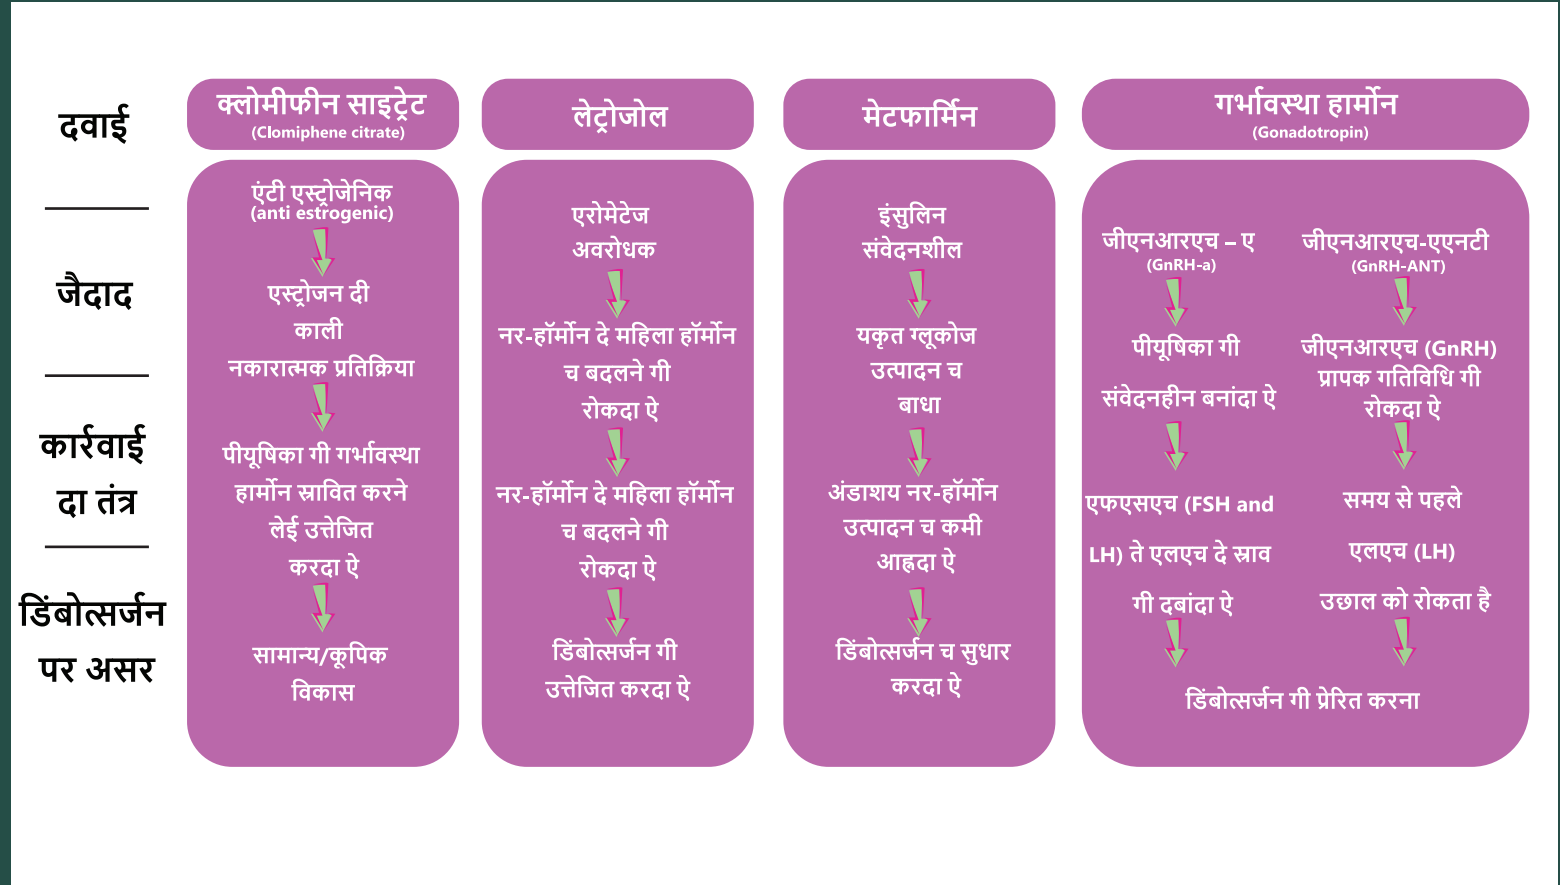 दवाई
जैदाद
कार्रवाई
दा तंत्र
डिंबोत्सर्जन
पर असर
क्लोमीफीन साइट्रेट
(Clomiphene citrate)
एंटी एस्ट्रोजेनिक
(anti estrogenic)
एस्ट्रोजन दी
काली
नकारात्मक प्रतिक्रिया
पीयूषिका गी गर्भावस्था
हार्मोन स्रावित करने
लेई उत्तेजित
करदा ऐ
सामान्य/कूपिक
विकास
लेट्रोजोल
एरोमेटेज
अवरोधक
नर-हॉर्मोन दे महिला हॉर्मोन
च बदलने गी
रोकदा ऐ
नर-हॉर्मोन दे महिला हॉर्मोन
च बदलने गी
रोकदा ऐ
डिंबोत्सर्जन गी
उत्तेजित करदा ऐ
मेटफार्मिन
इंसुलिन
संवेदनशील
यकृत ग्लूकोज
उत्पादन च
बाधा
अंडाशय नर-हॉर्मोन
उत्पादन च कमी
आह्नदा ऐ
डिंबोत्सर्जन च सुधार
करदा ऐ
गर्भावस्था हार्मोन
(Gonadotropin)
जीएनआरएच – ए
(GnRH-a)
पीयूषिका गी
संवेदनहीन बनांदा ऐ
एफएसएच (FSH and
LH) ते एलएच दे स्राव
गी दबांदा ऐ
जीएनआरएच-एएनटी
(GnRH-ANT)
जीएनआरएच (GnRH)
प्रापक गतिविधि गी
रोकदा ऐ
समय से पहले
एलएच (LH)
उछाल को रोकता है
डिंबोत्सर्जन गी प्रेरित करना